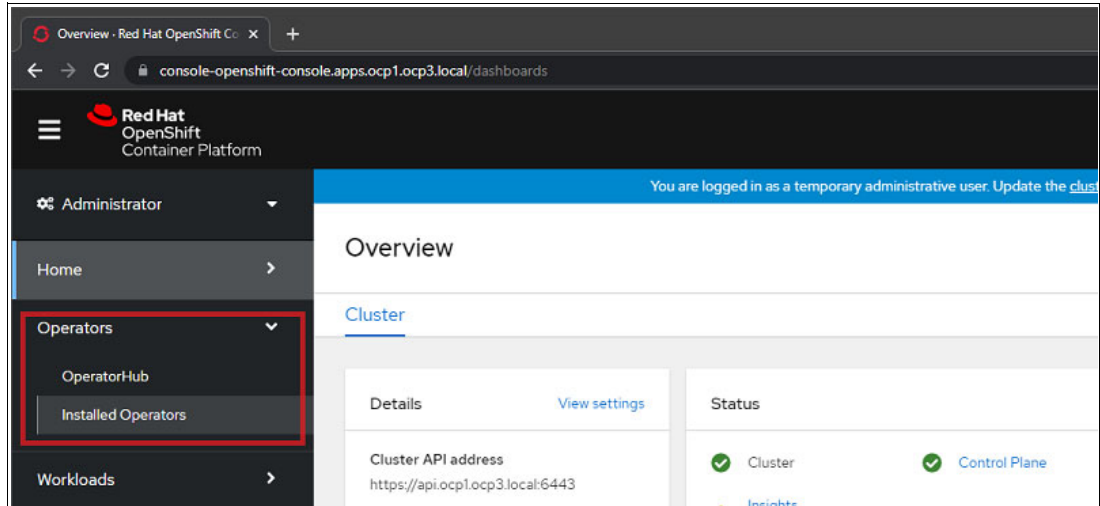 Overview · Red Hat OpenShift Co
console-openshift-console.apps.ocp1.ocp3.local/dashboards
Red Hat
OpenShift
Container Platform
You are logged in as a temporary administrative user. Update the clust
Administrator
Overview
Home
Cluster
Operators
OperatorHub
Installed Operators
Details
View settings
Status
Cluster API address
https://api.ocp1.ocp3.local:6443
Cluster
Control Plane
Insights
Workloads